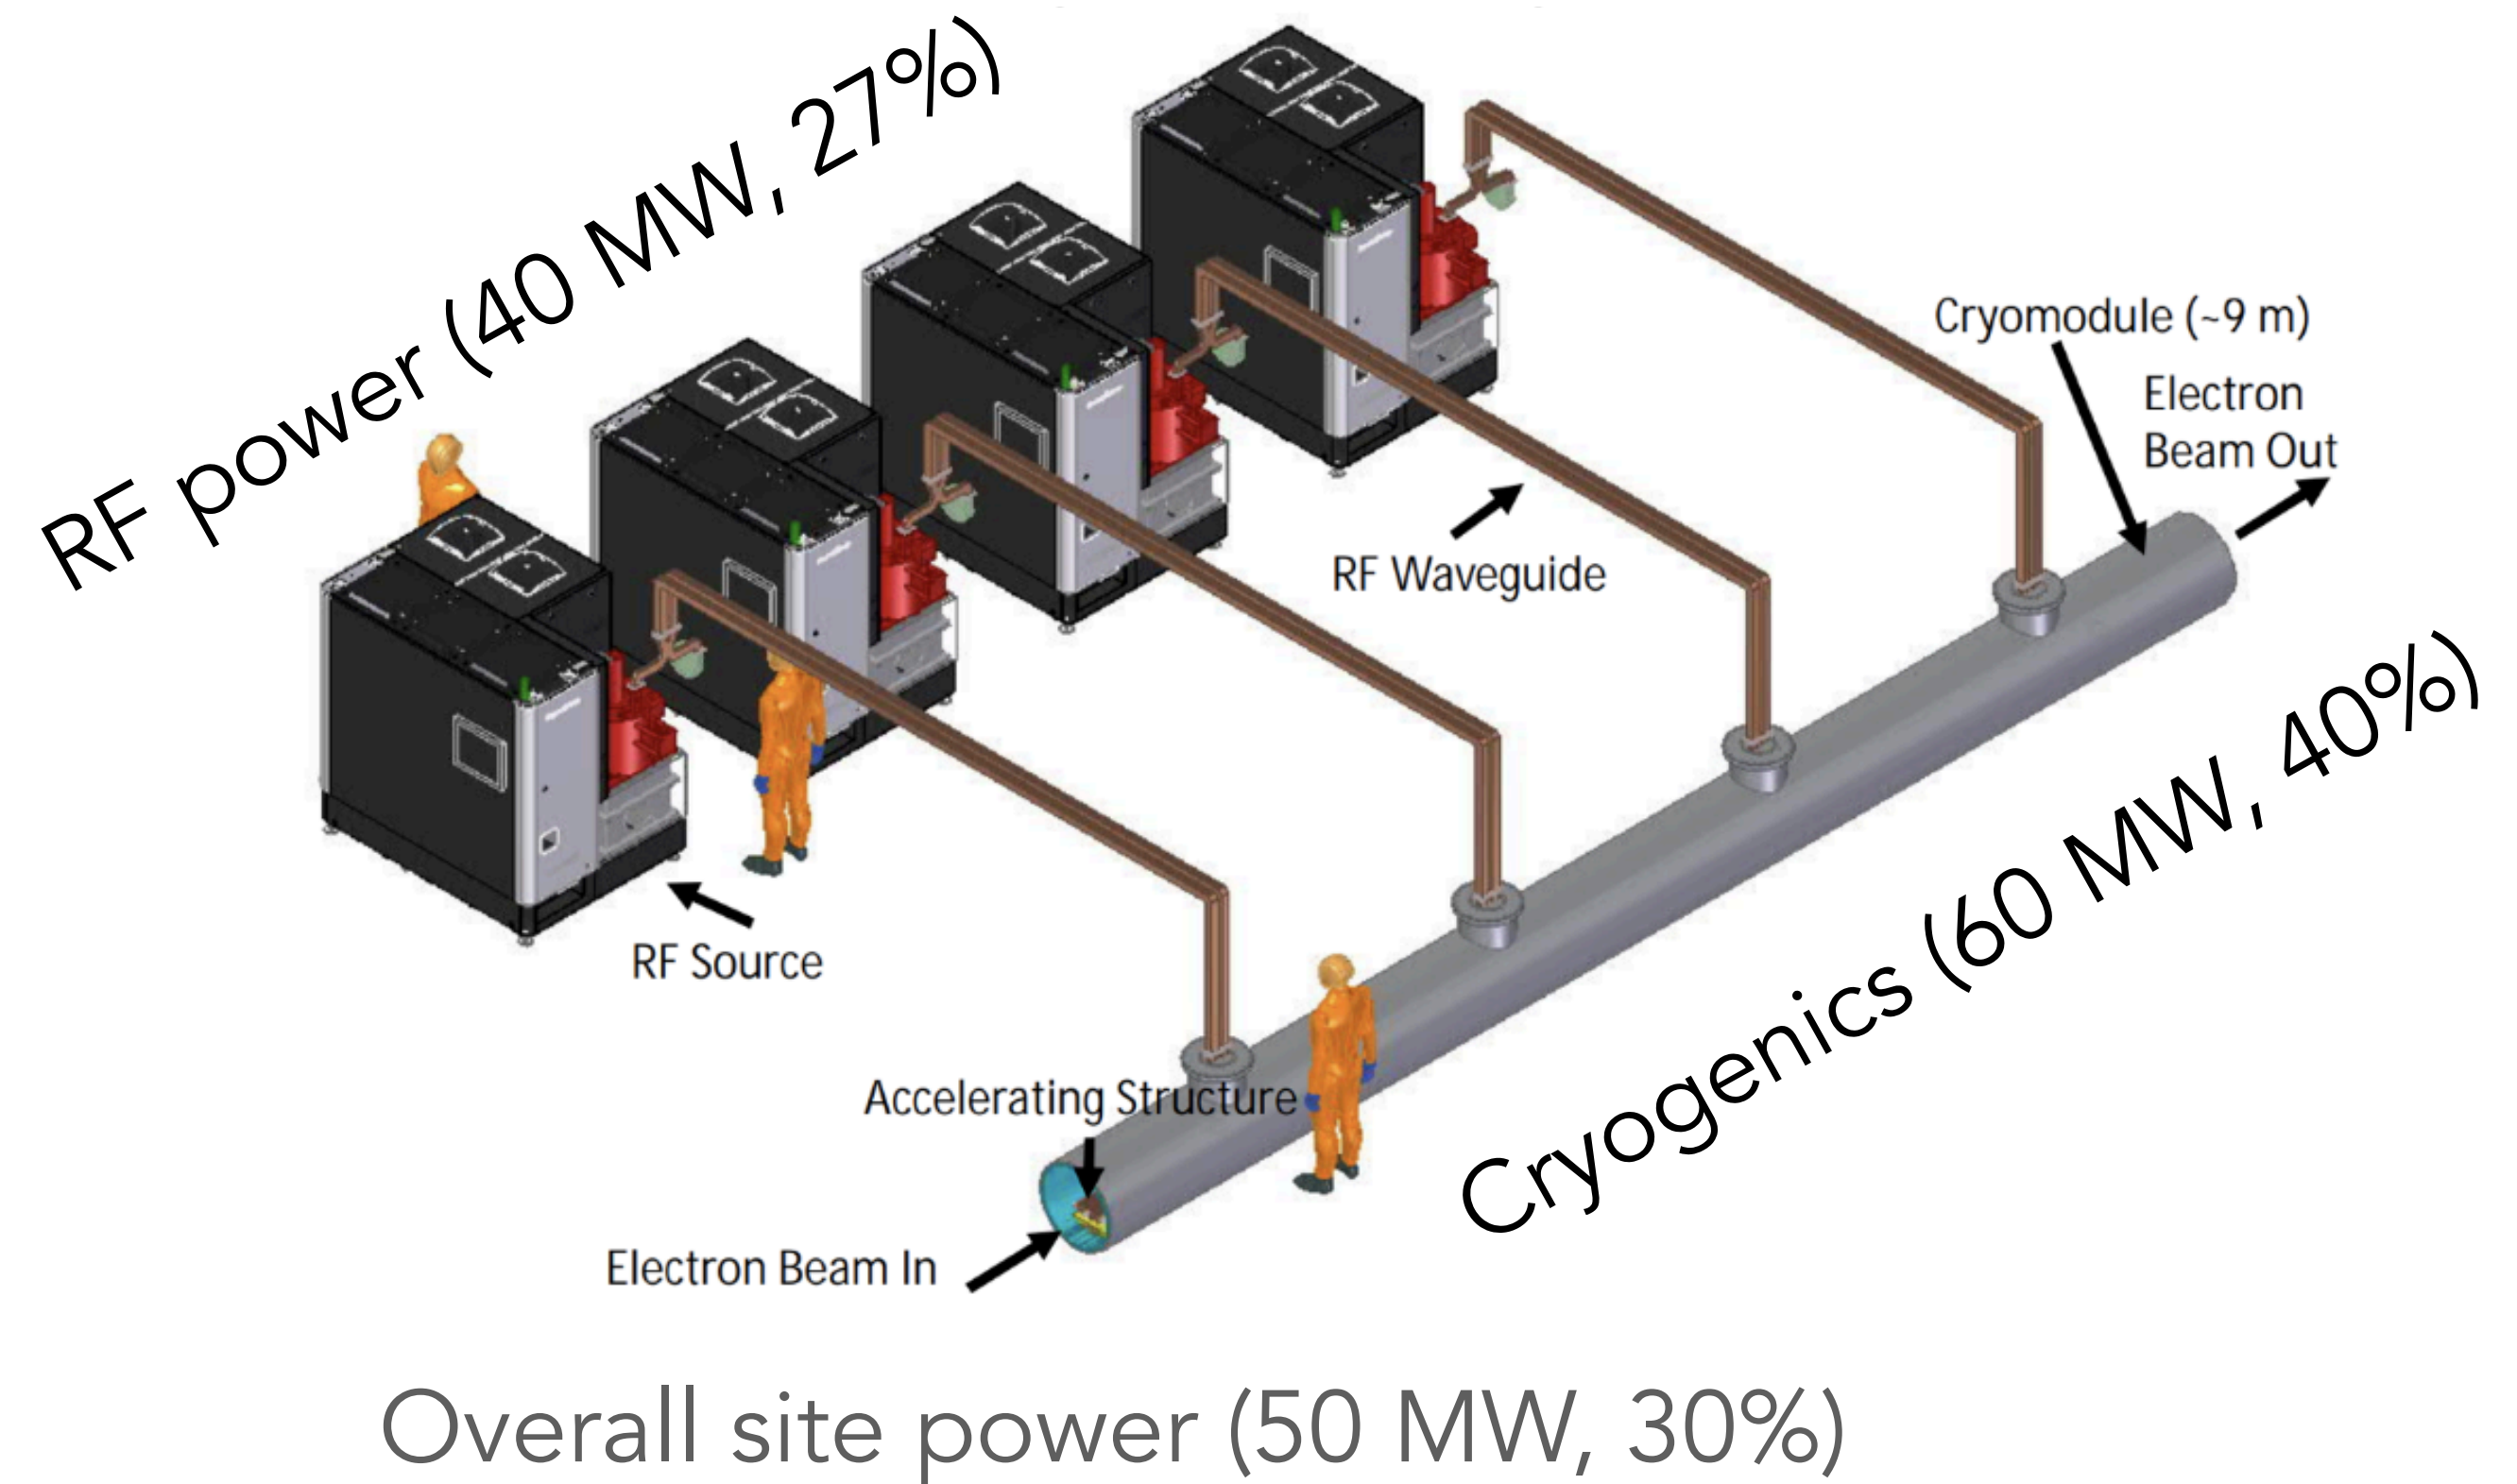 RF power (40 MW, 27%)
Cryomodule (~9 m)
Electron
Beam Out
RF Waveguide
RF Source
Cryogenics (60 MW, 40%)
Accelerating Structure
Electron Beam In
Overall site power (50 MW, 30%)